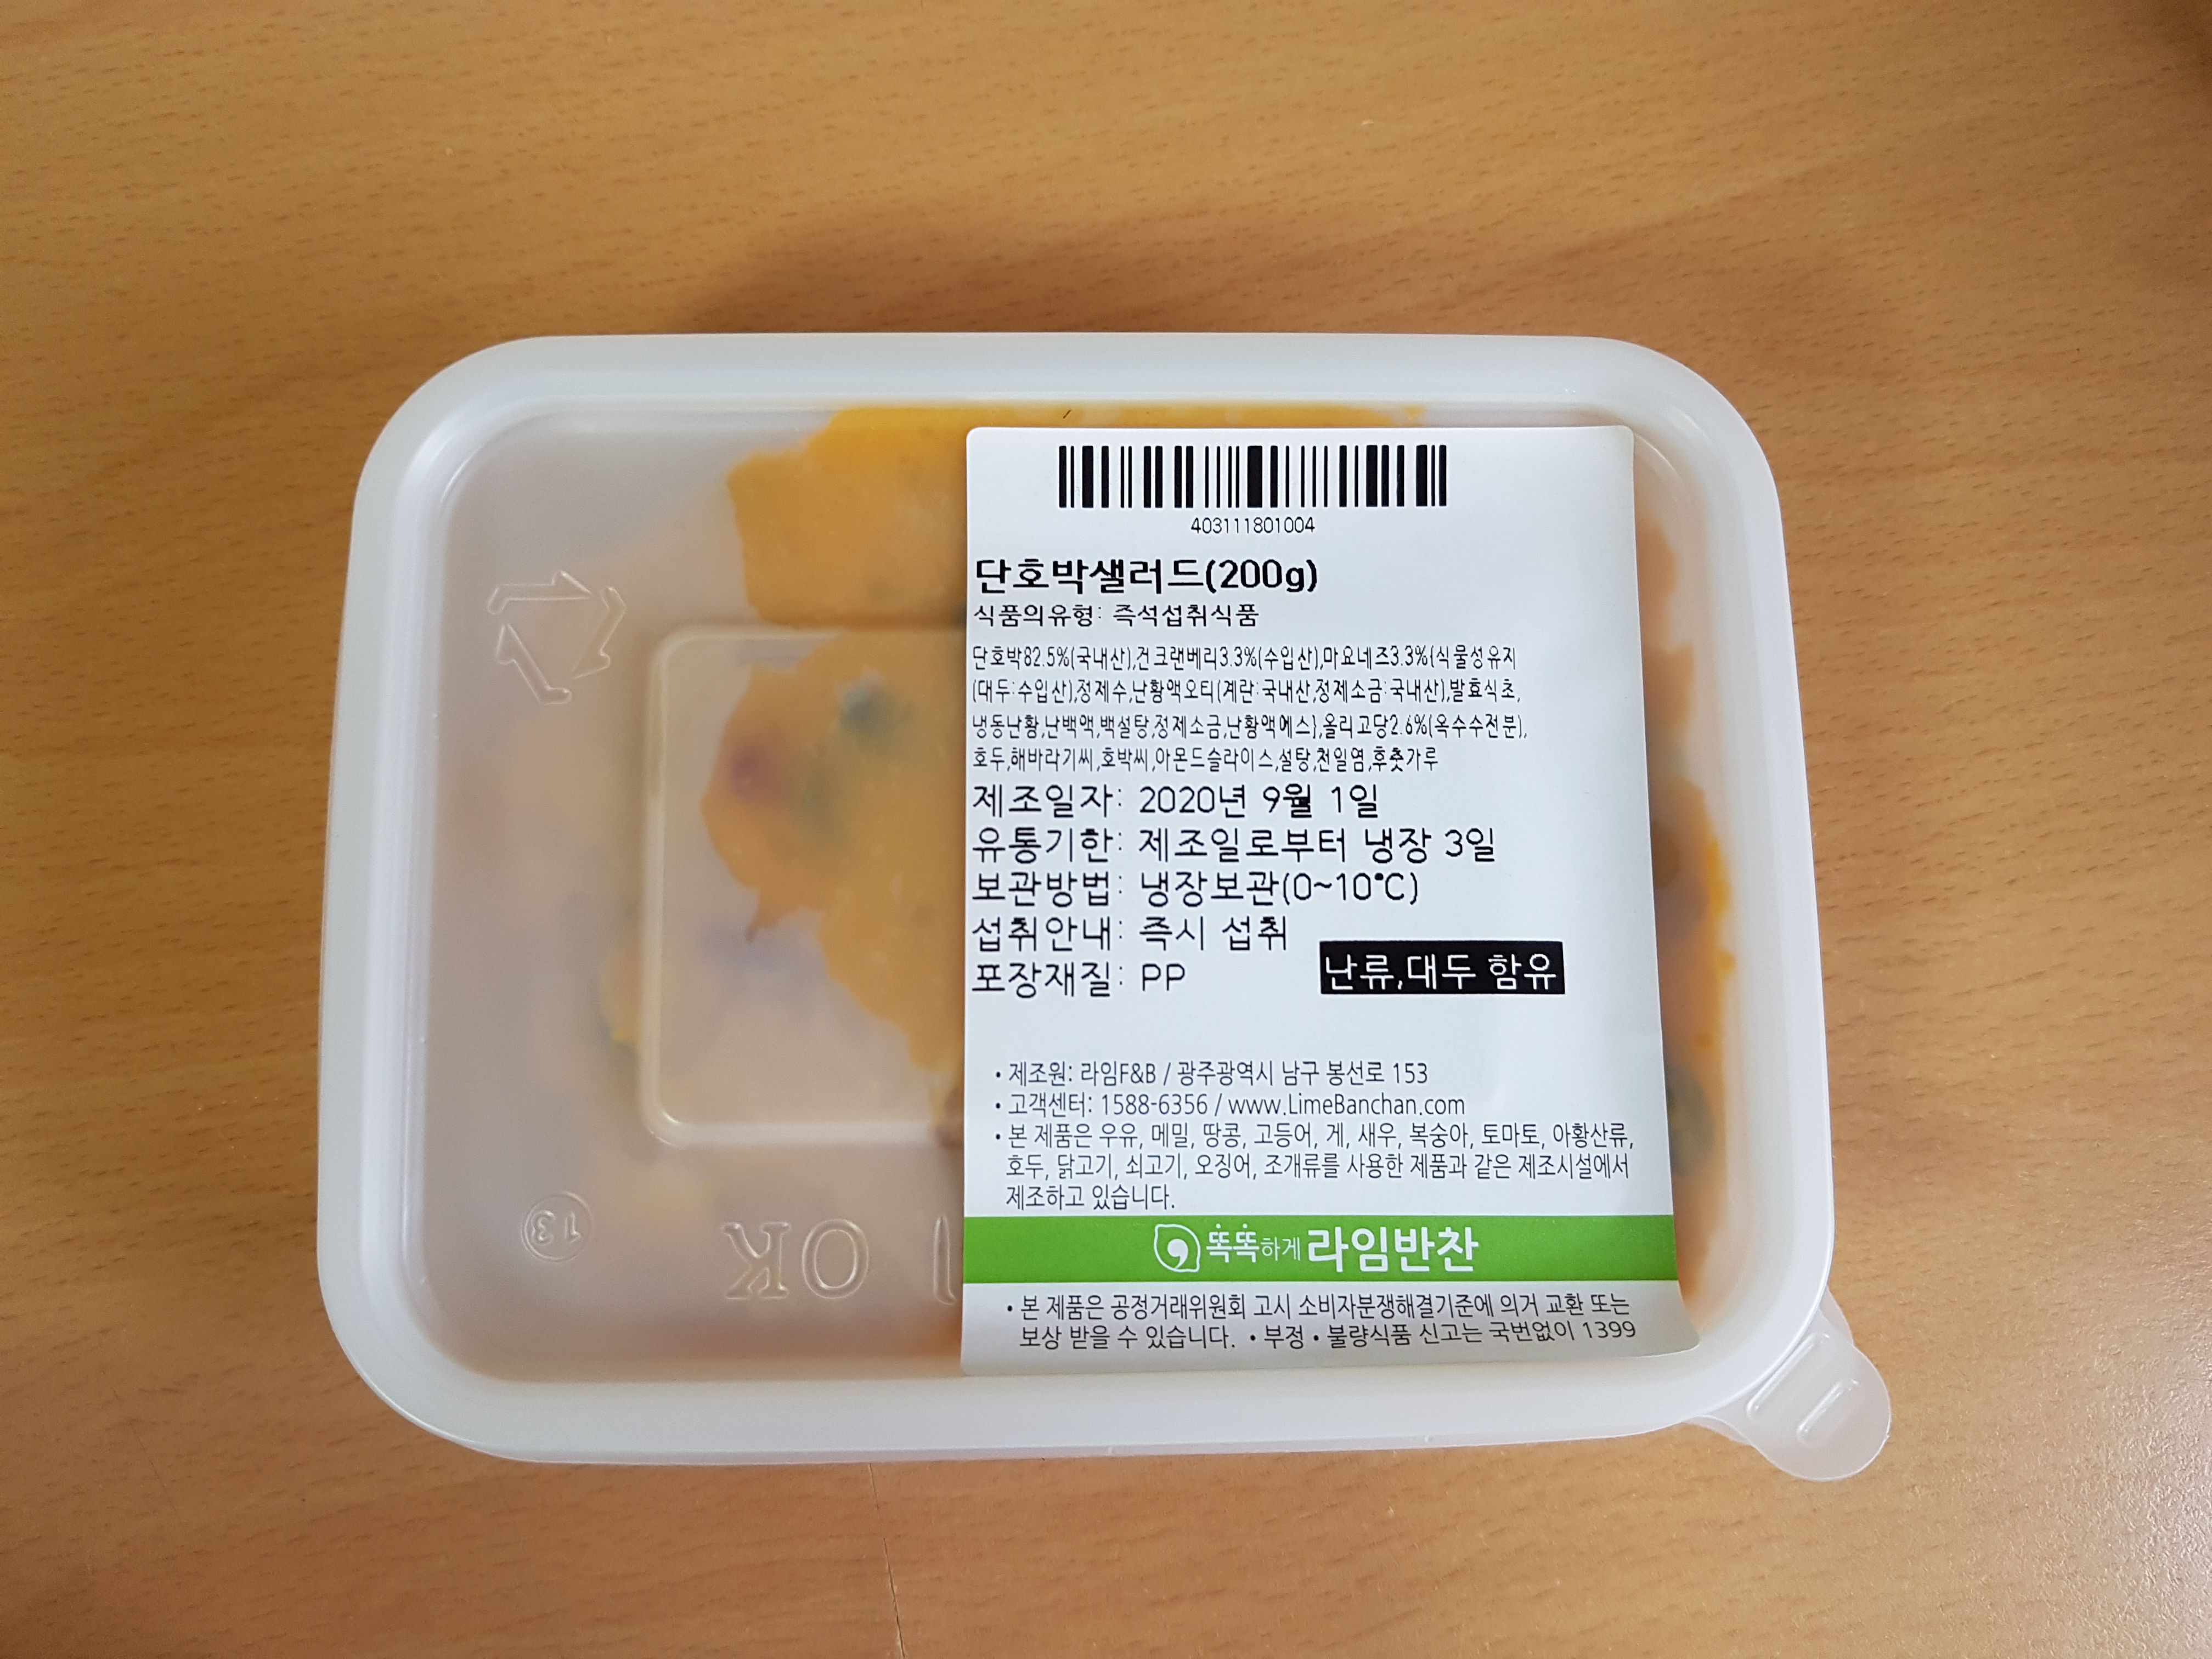 403111801004
단호박샐러드(200g)
식품의유형: 즉석섭취식품
단호박82.5%(국내산),건크랜베리3.3%(수입산),마요네즈3.3%{식물성유지
(대두:수입산),정제수,난황액오티(계란:국내산,정제소금:국내산),발효식초,
냉동난황,난백액,백설탕,정제소금,난황액에스},올리고당2.6%(옥수수전분),
호두,해바라기씨,호박씨,아몬드슬라이스,설탕,천일염,후춧가루
제조일자: 2020년 9월 1일
유통기한: 제조일로부터 냉장 3일
보관방법: 냉장보관(0~10℃)
섭취안내: 즉시 섭취
포장재질: PP
난류,대두 함유
• 제조원: 라임F&B / 광주광역시 남구 봉선로 153
• 고객센터: 1588-6356 / www.LimeBanchan.com
• 본 제품은 우유, 메밀, 땅콩, 고등어, 게, 새우, 복숭아, 토마토, 아황산류,
호두, 닭고기, 쇠고기, 오징어, 조개류를 사용한 제품과 같은 제조시설에서
제조하고 있습니다.
똑똑하게 라임반찬
• 본 제품은 공정거래위원회 고시 소비자분쟁해결기준에 의거 교환 또는
보상 받을 수 있습니다. • 부정 • 불량식품 신고는 국번없이 1399
13
OK